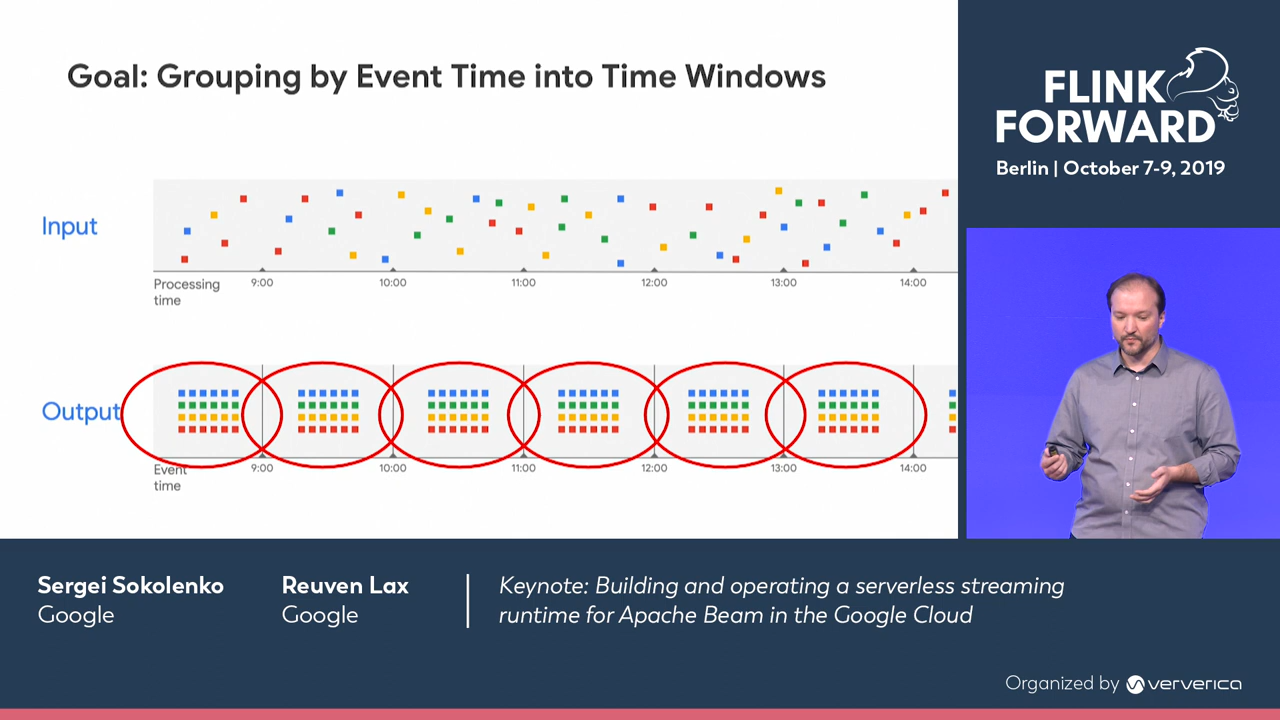 Goal: Grouping by Event Time into Time Windows
FLINK
FORWARD
Berlin | October 7-9, 2019
Input
Processing
time
9:00
10:00
11:00
12:00
13:00
14:00
Output
Event
time
9:00
10:00
11:00
12:00
13:00
14:00
Sergei Sokolenko
Google
Reuven Lax
Google
Keynote: Building and operating a serverless streaming
runtime for Apache Beam in the Google Cloud
Organized by ververica